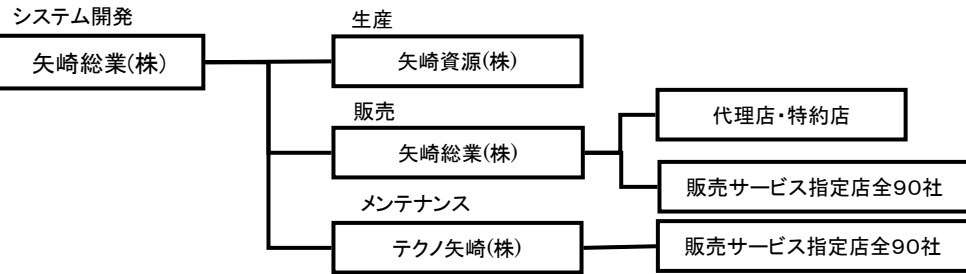 システム開発
矢崎総業(株)
生産
矢崎資源(株)
販売
矢崎総業(株)
代理店・特約店
販売サービス指定店全90社
メンテナンス
テクノ矢崎(株)
販売サービス指定店全90社